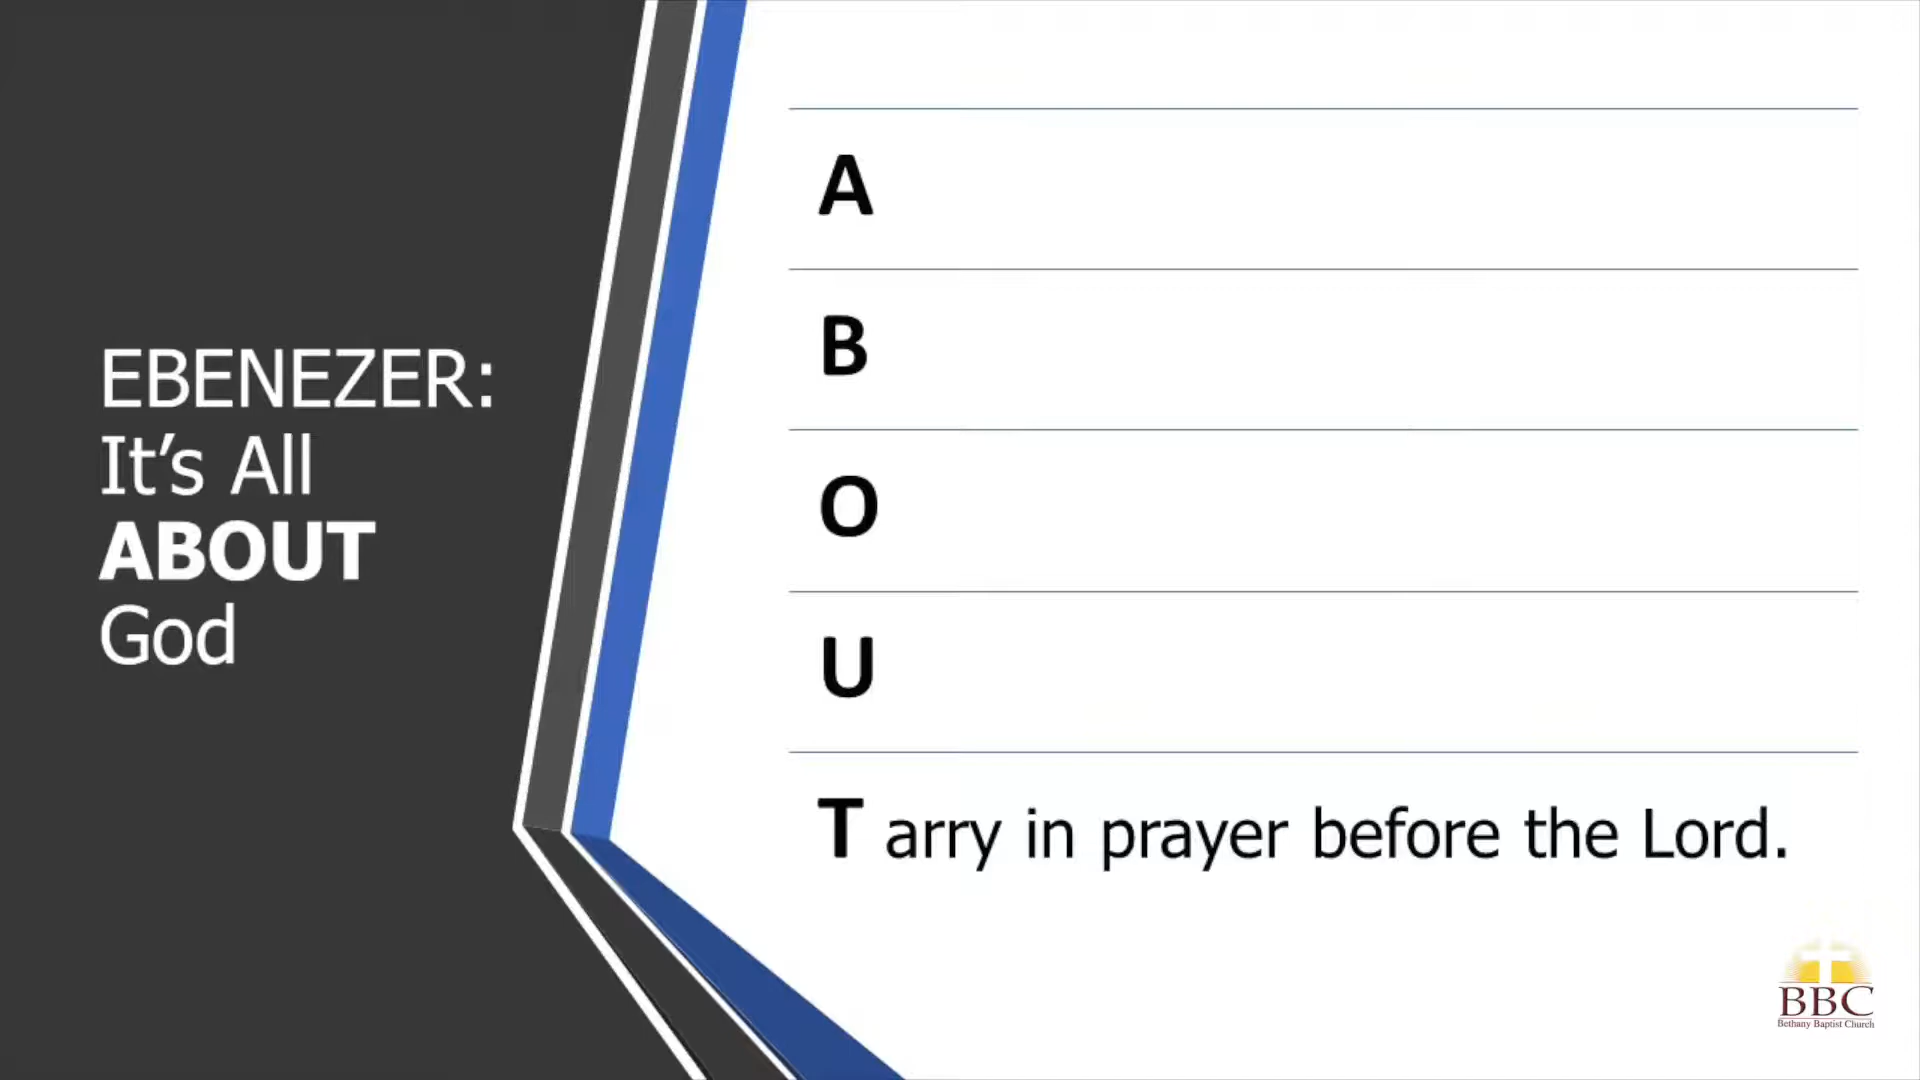 EBENEZER:
It’s All
ABOUT
God
A
B
O
U
T arry in prayer before the Lord.
BBC
Bethany Baptist Church